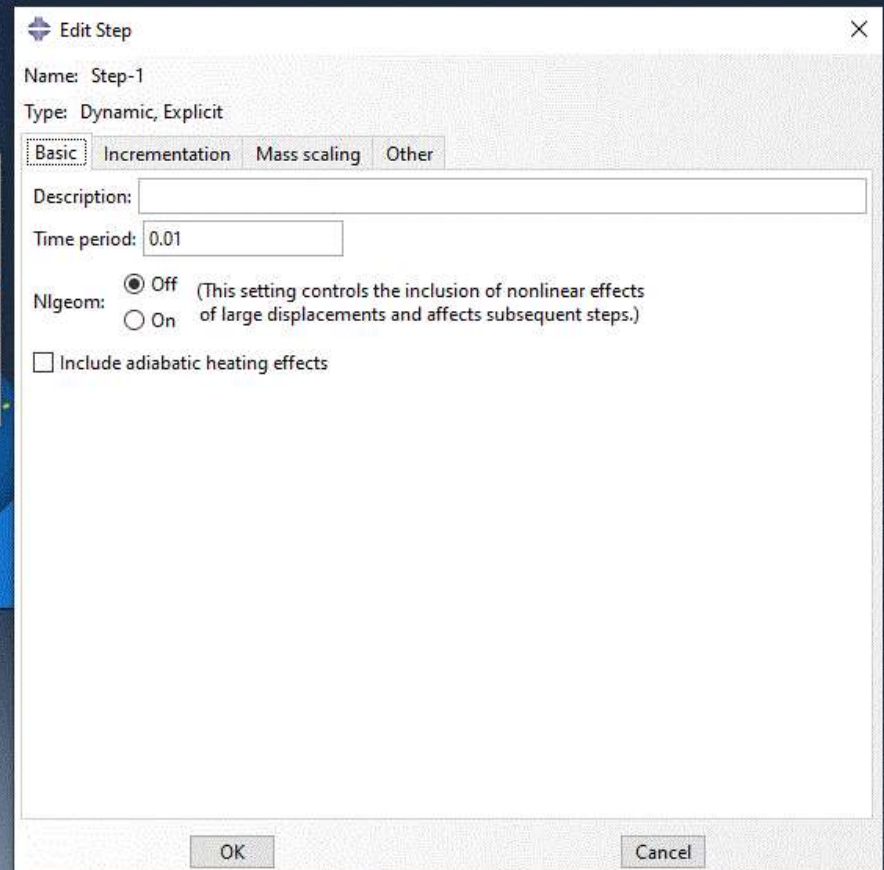 Edit Step
Name: Step-1
Type: Dynamic, Explicit
Basic Incrementation Mass scaling Other
Description:
Time period: 0.01
Nlgeom:
Off
On
(This setting controls the inclusion of nonlinear effects
of large displacements and affects subsequent steps.)
Include adiabatic heating effects
OK Cancel